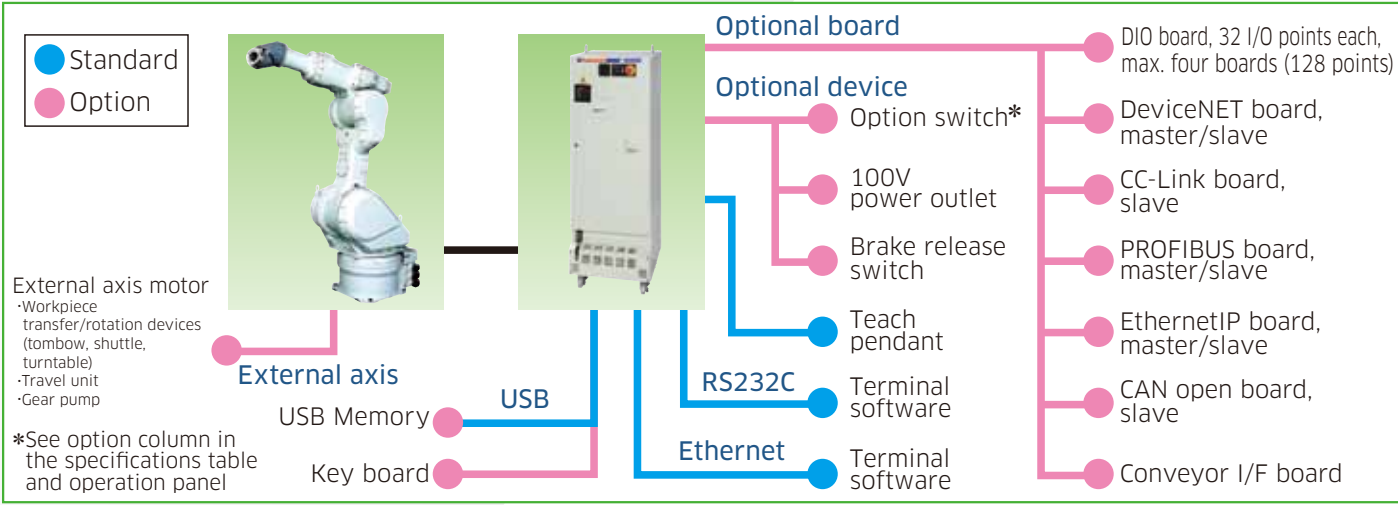 Standard
Option
External axis motor
・Workpiece
transfer/rotation devices
(tombow, shuttle,
turntable)
・Travel unit
・Gear pump
*See option column in
the specifications table
and operation panel
External axis
USB Memory
USB
Key board
Optional board
Optional device
Option switch*
100V
power outlet
Brake release
switch
Teach
pendant
RS232C
Terminal
software
Ethernet
Terminal
software
DIO board, 32 I/O points each,
max. four boards (128 points)
DeviceNET board,
master/slave
CC-Link board,
slave
PROFIBUS board,
master/slave
EthernetIP board,
master/slave
CAN open board,
slave
Conveyor I/F board